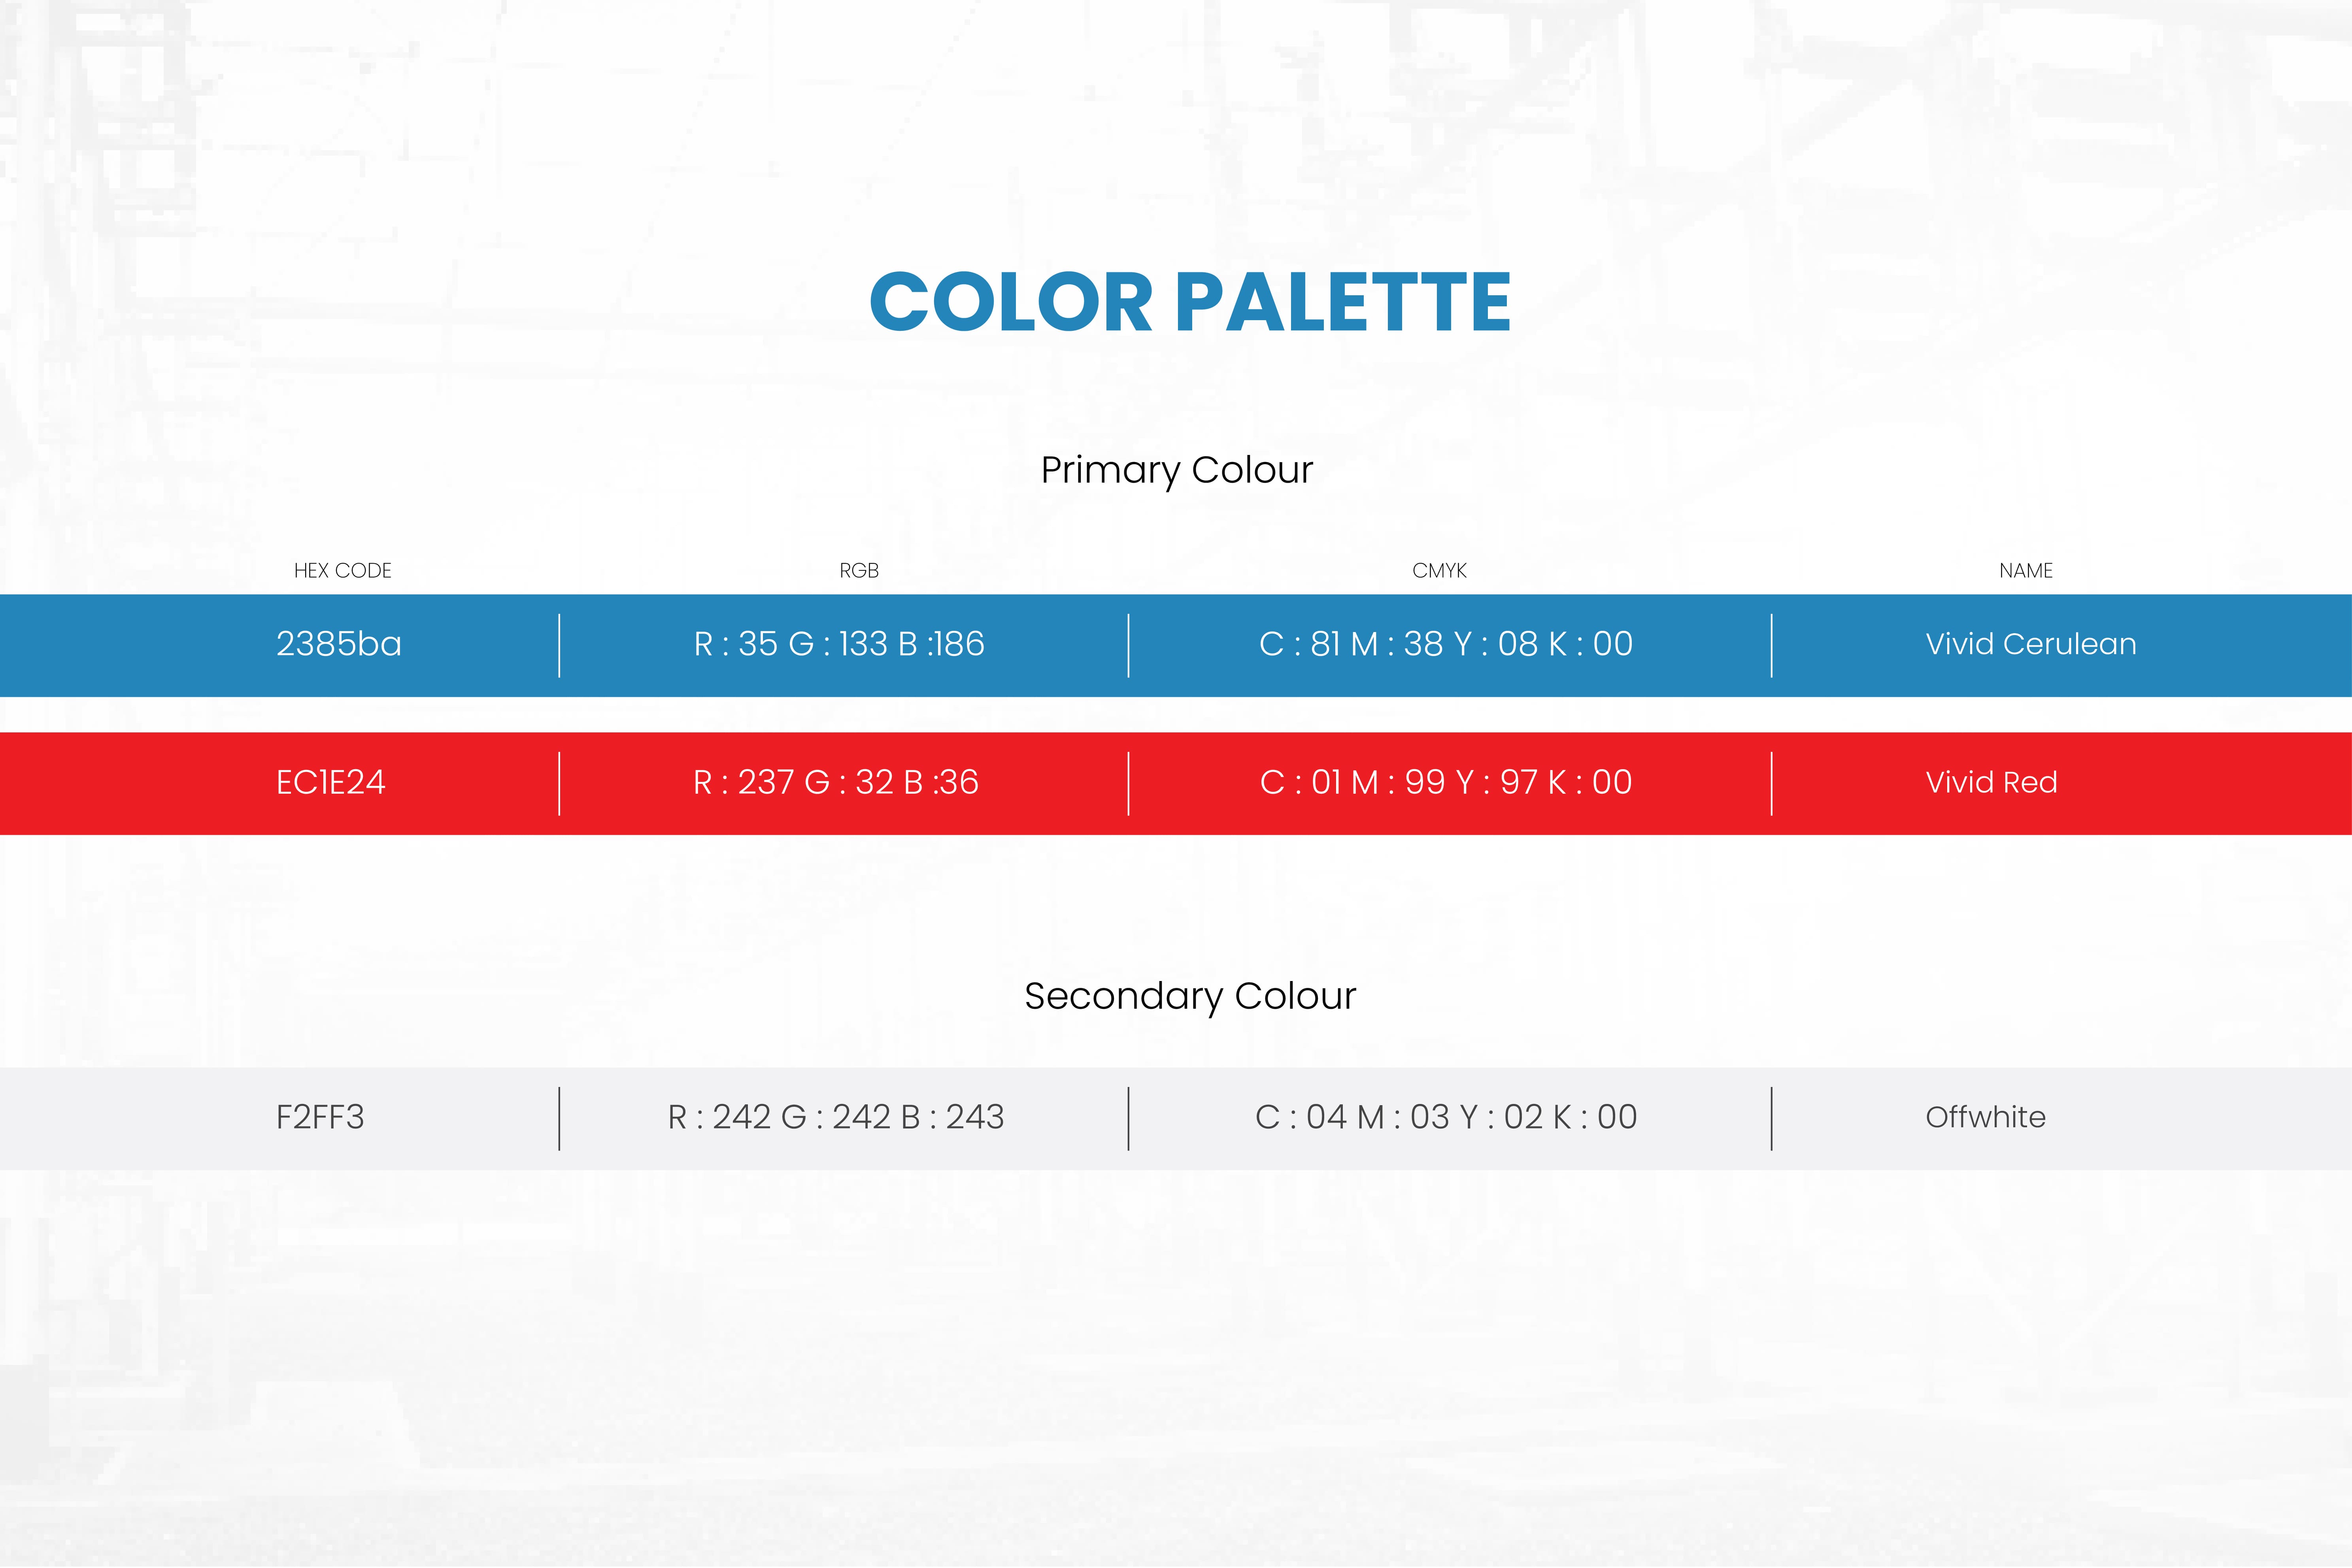 COLOR PALETTE
Primary Colour
HEX CODE RGB CMYK NAME
2385ba R : 35 G : 133 B :186 C : 81 M : 38 Y : 08 K : 00 Vivid Cerulean
EC1E24 R : 237 G : 32 B :36 C : 01 M : 99 Y : 97 K : 00 Vivid Red
Secondary Colour
F2FF3 R : 242 G : 242 B : 243 C : 04 M : 03 Y : 02 K : 00 Offwhite